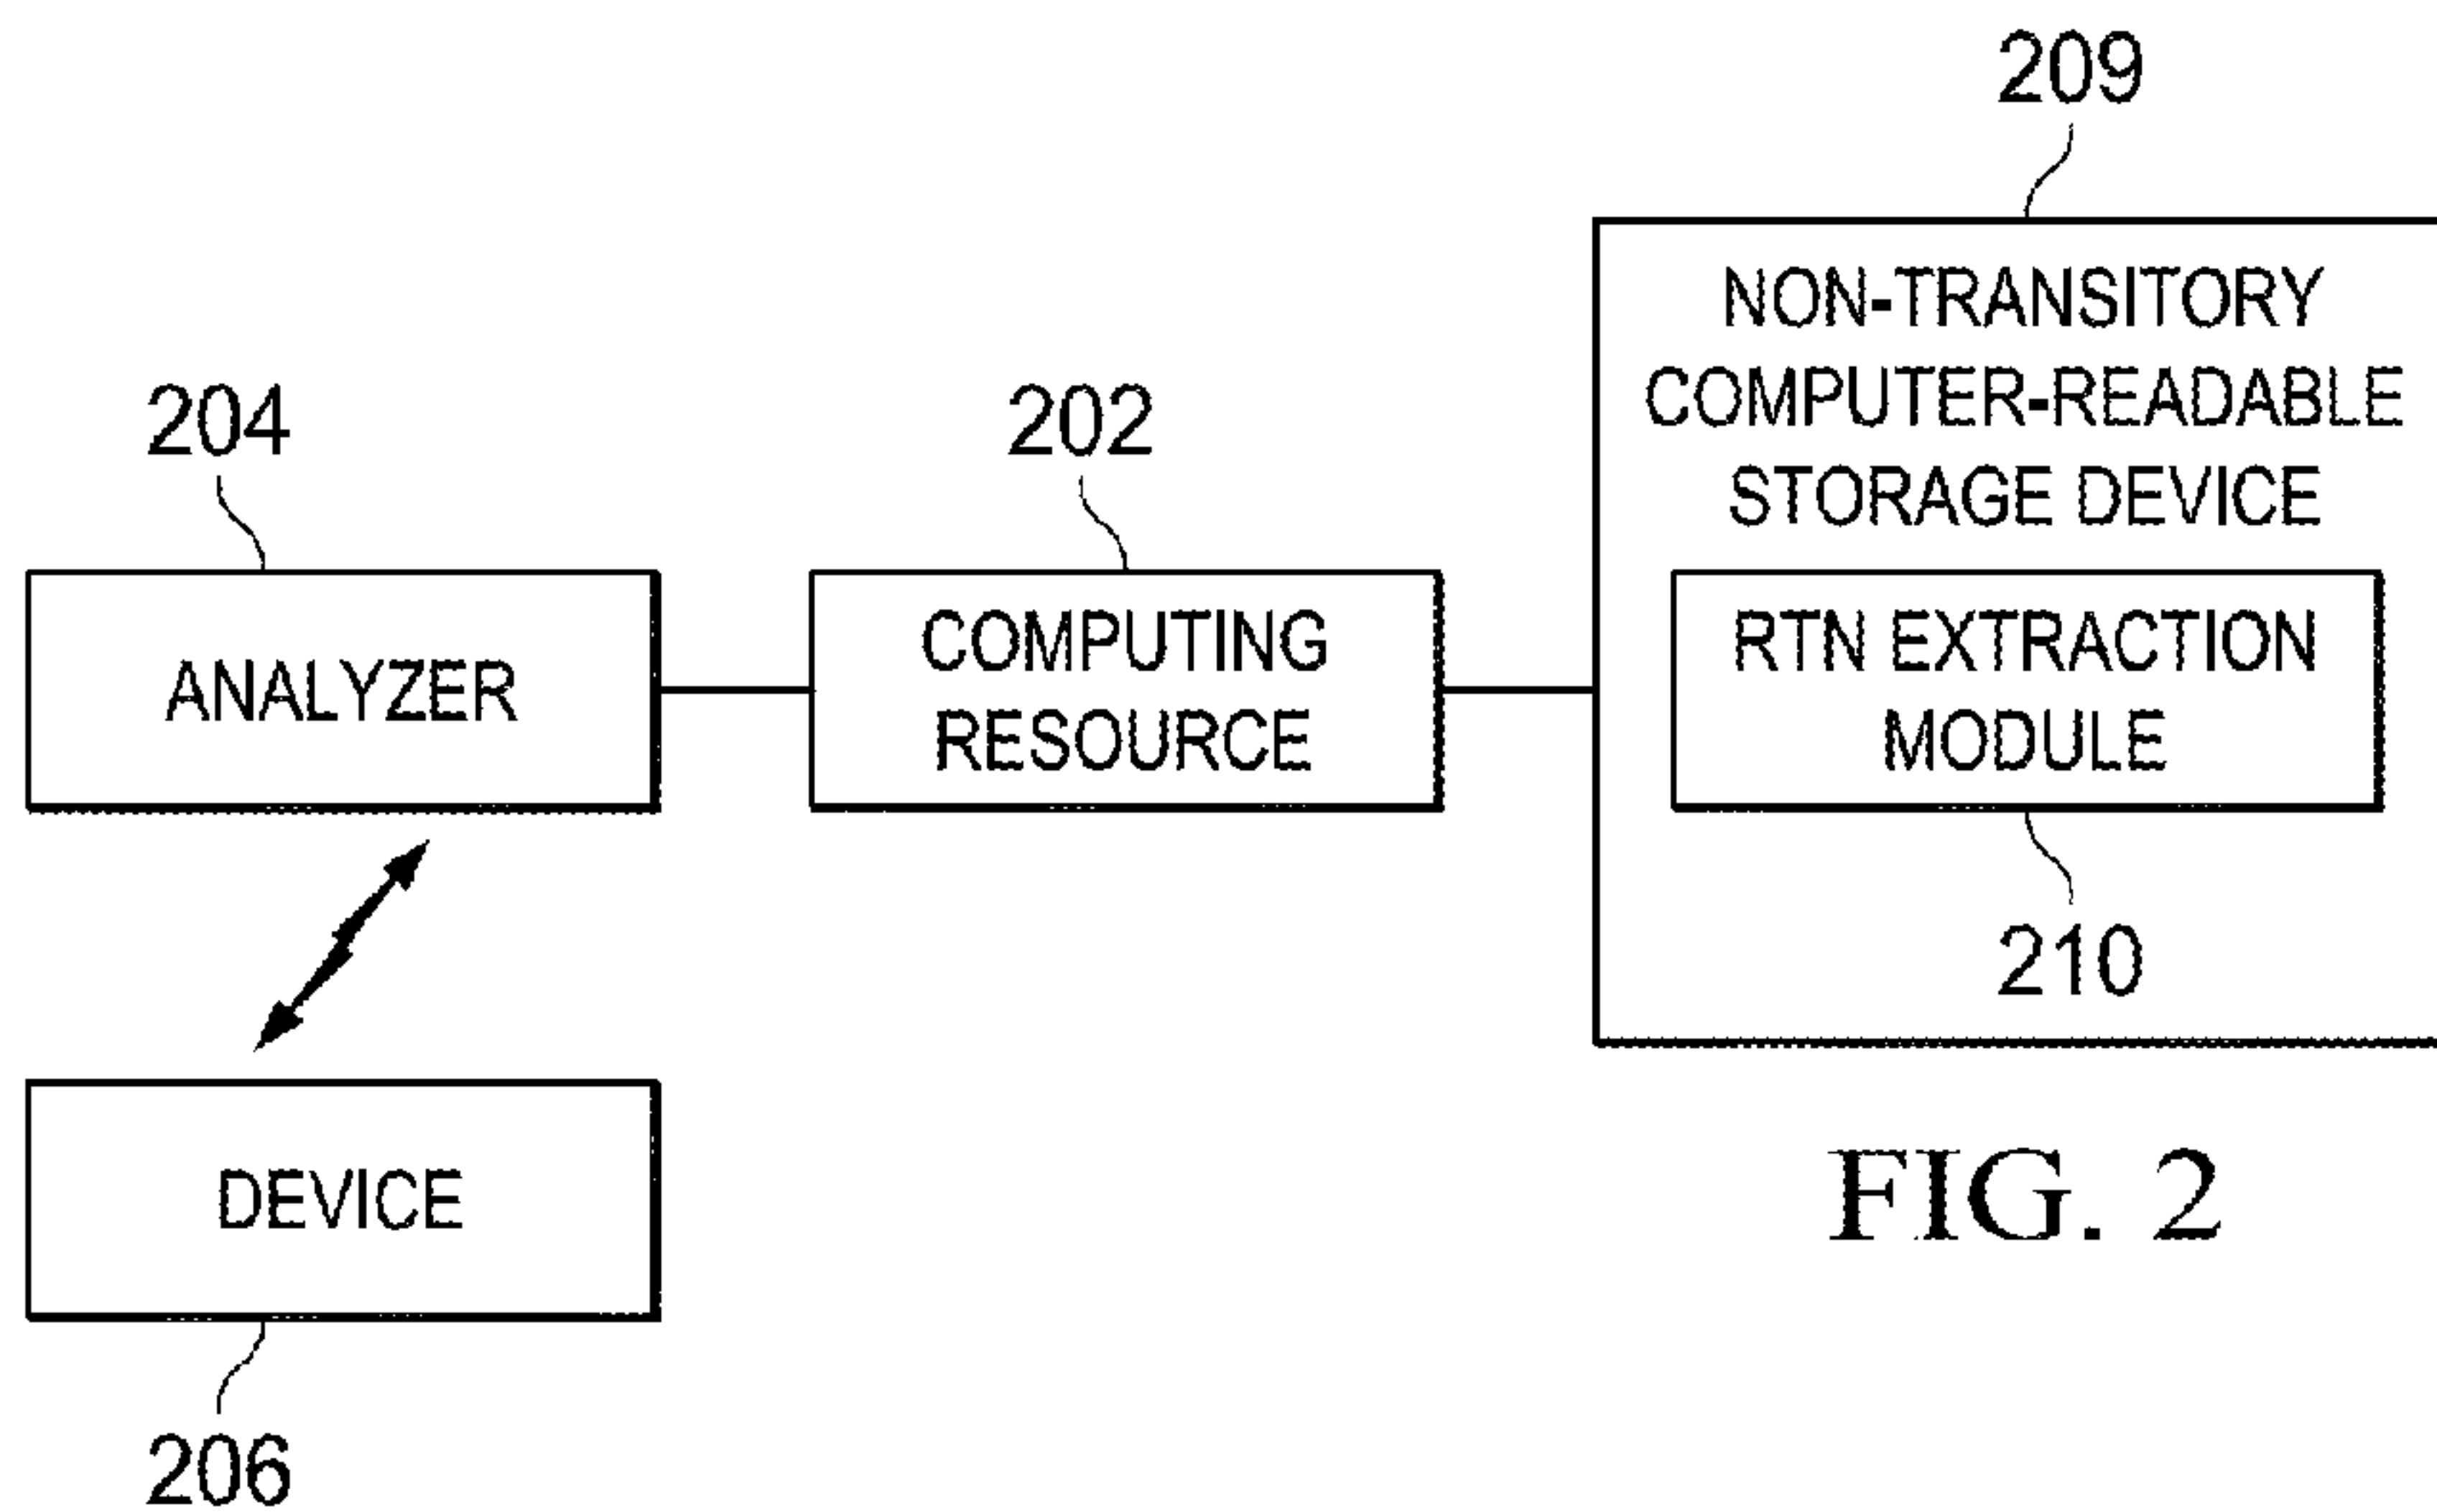 209
NON-TRANSITORY
COMPUTER-READABLE
STORAGE DEVICE
204
202
ANALYZER
COMPUTING
RESOURCE
RTN EXTRACTION
MODULE
210
DEVICE
FIG. 2
206